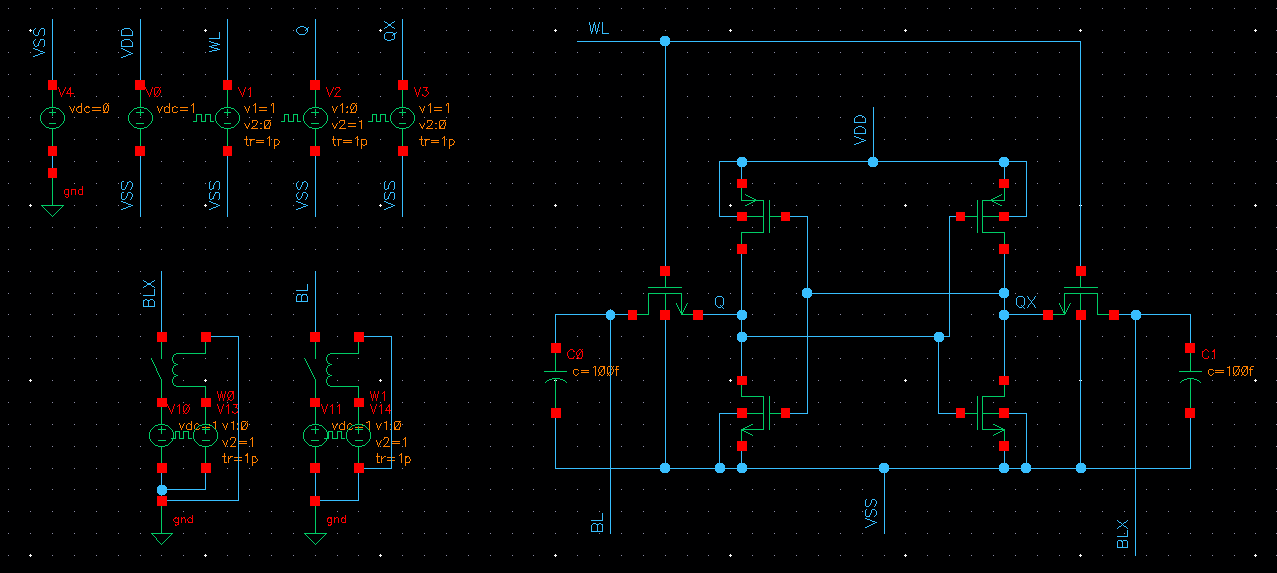 VSS
VDD
WL
Q
QX
V4
vdc=0
V0
vdc=1
V1
v1=1
v2:0
tr=1p
V2
v1:0
v2=1
tr=1p
V3
v1=1
v2:0
tr=1p
gnd
VSS
VSS
VSS
VSS
BLX
BL
W0
V10
V13
vdc=1
v1:0
v2=.1
tr=1p
gnd
W1
V11
V14
vdc=1
v1:0
v2=.1
tr=1p
gnd
WL
VDD
Q
QX
C0
c=100f
C1
c=100f
BL
VSS
BLX